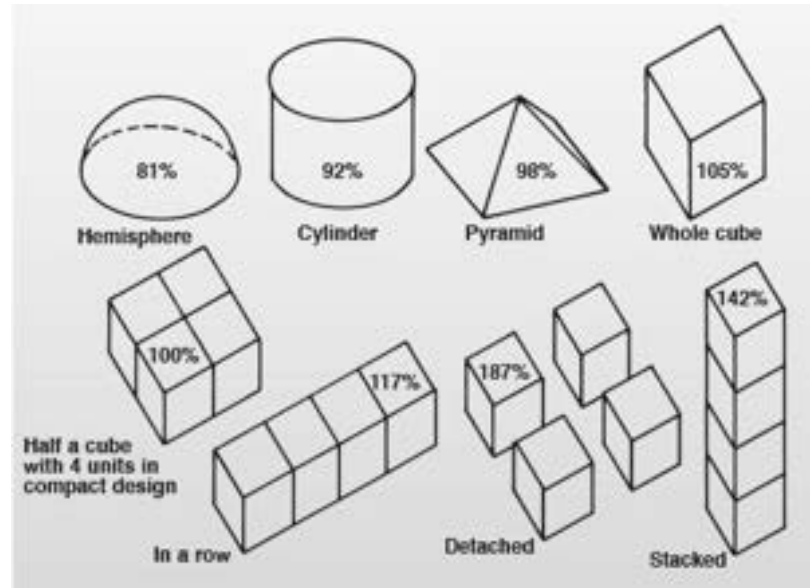 81%
92%
98%
105%
Hemisphere
Cylinder
Pyramid
Whole cube
100%
117%
187%
142%
Half a cube
with 4 units in
compact design
In a row
Detached
Stacked